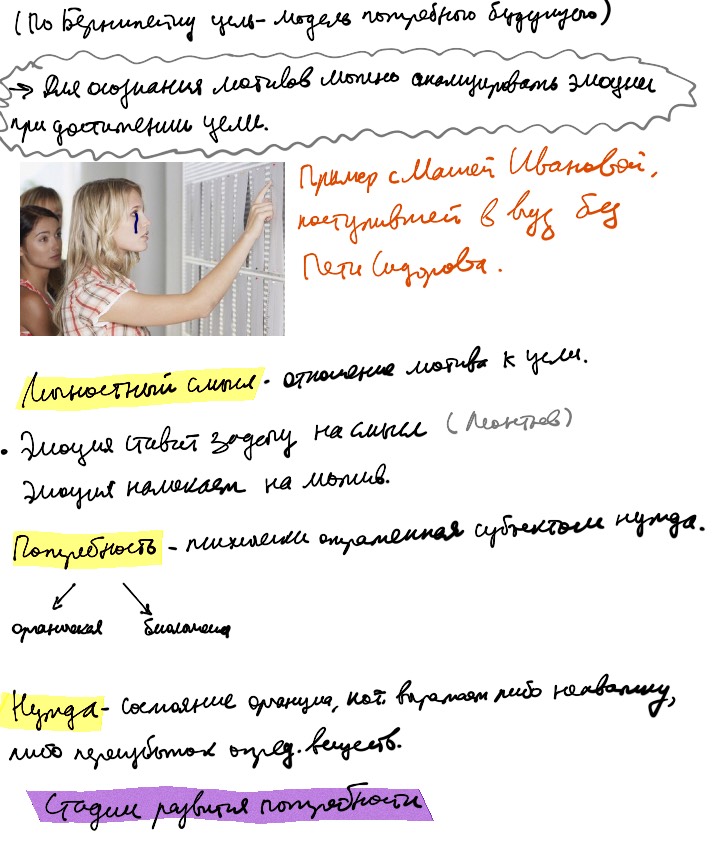 (По Бернштейну цель - модель потребного будущего)
→ Для осознания мотивов можно анализировать эмоции
при достижении цели.
Пример с Машей Ивановой,
поступившей в вуз без
Пети Сидорова.
Личностный смысл - отношение мотива к цели.
• Эмоция ставит задачу на смысл (Леонтьев)
Эмоция намекает на мотив.
Потребность - психически отраженная субъектом нужда.
органическая биологическая
Нужда - состояние организма, кот. выражает либо нехватку,
либо переизбыток опред. веществ.
Стадии развития потребности